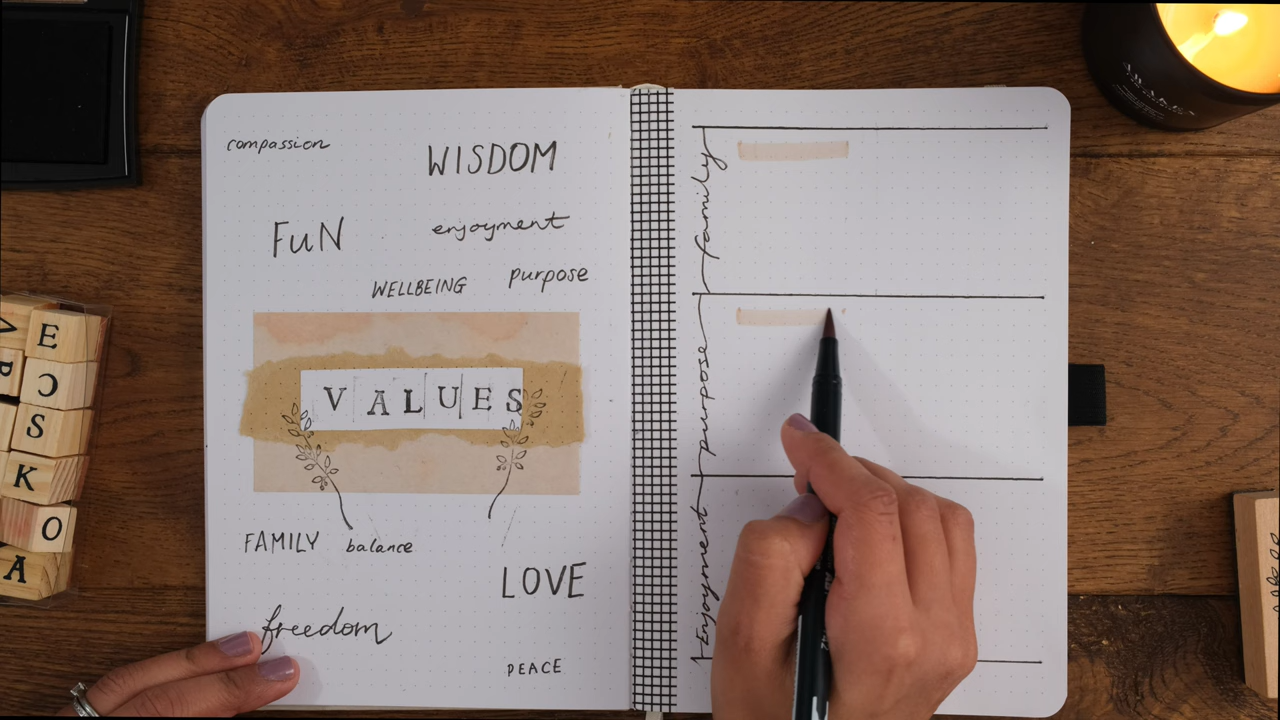 compassion
WISDOM
FUN
enjoyment
WELLBEING
purpose
VALUES
FAMILY
balance
LOVE
freedom
PEACE
family
purpose
Enjoyment
E
C
S
K
O
A